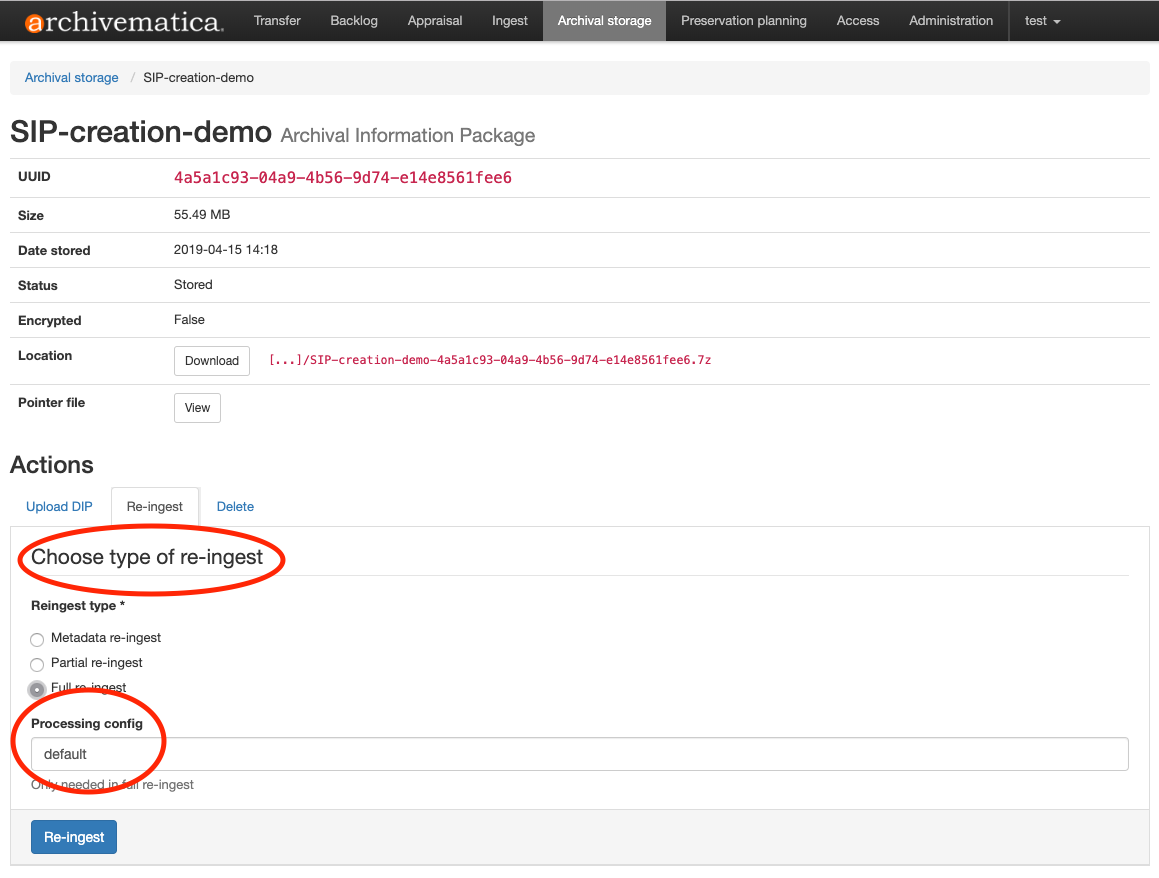 archivematica. Transfer Backlog Appraisal Ingest Archival storage Preservation planning Access Administration test
Archival storage / SIP-creation-demo
SIP-creation-demo Archival Information Package
UUID 4a5a1c93-04a9-4b56-9d74-e14e8561fee6
Size 55.49 MB
Date stored 2019-04-15 14:18
Status Stored
Encrypted False
Location Download [...]/SIP-creation-demo-4a5a1c93-04a9-4b56-9d74-e14e8561fee6.7z
Pointer file View
Actions
Upload DIP Re-ingest Delete
Choose type of re-ingest
Reingest type *
Metadata re-ingest
Partial re-ingest
Full re-ingest
Processing config
default
Only needed in full re-ingest
Re-ingest